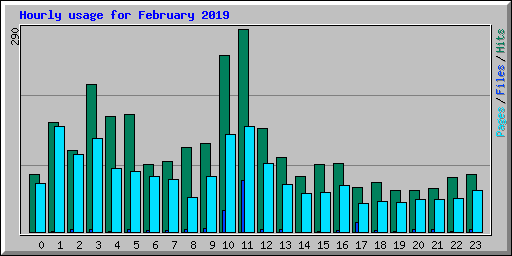 Hourly usage for February 2019
290
Pages/Files/Hits
0 1 2 3 4 5 6 7 8 9 10 11 12 13 14 15 16 17 18 19 20 21 22 23